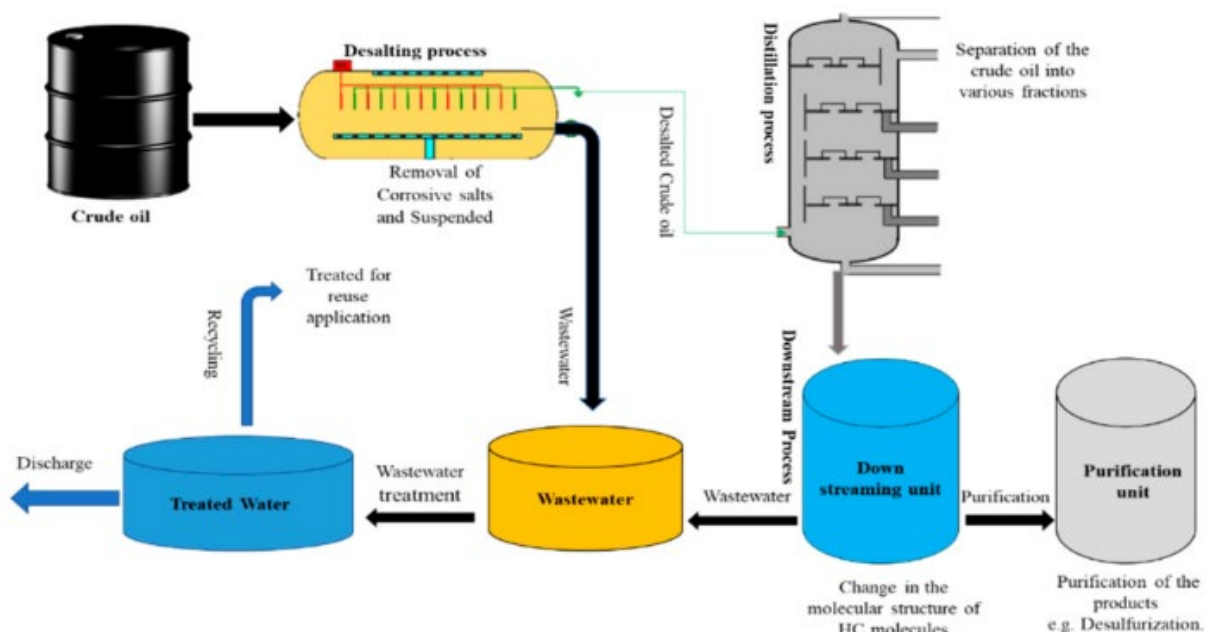 Crude oil
Desalting process
Removal of
Corrosive salts
and Suspended
Desalted Crude oil
Distillation process
Separation of the
crude oil into
various fractions
Treated for
reuse
application
Recycling
Wastewater
Downstream Process
Discharge
Treated Water
Wastewater
treatment
Wastewater
Wastewater
Down
streaming unit
Purification
Purification
unit
Change in the
molecular structure of
HC molecules
Purification of the
products
e.g. Desulfurization.